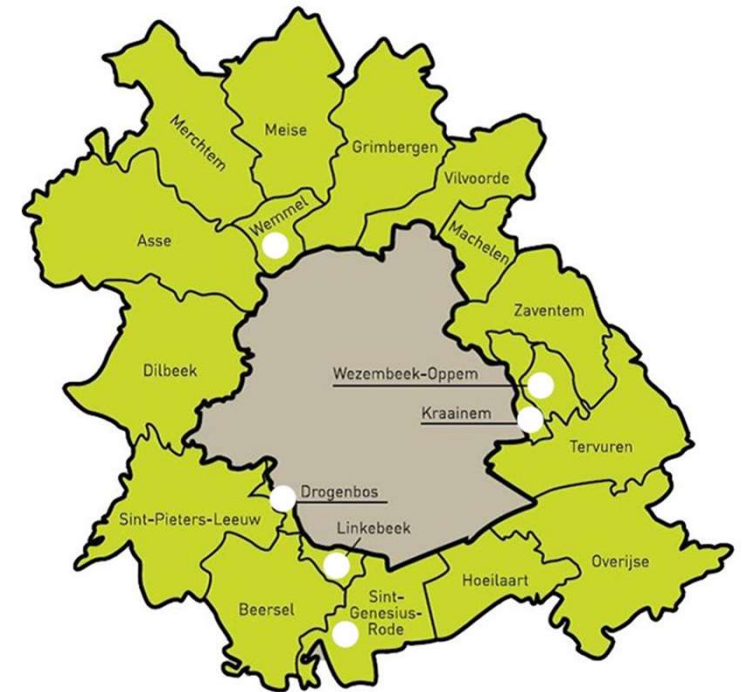 Meise
Merchtem
Grimbergen
Vilvoorde
Wemmel
Asse
Machelen
Zaventem
Dilbeek
Wezembeek-Oppem
Kraainem
Tervuren
Drogenbos
Sint-Pieters-Leeuw
Linkebeek
Overijse
Hoeilaart
Beersel
Sint-
Genesius-
Rode